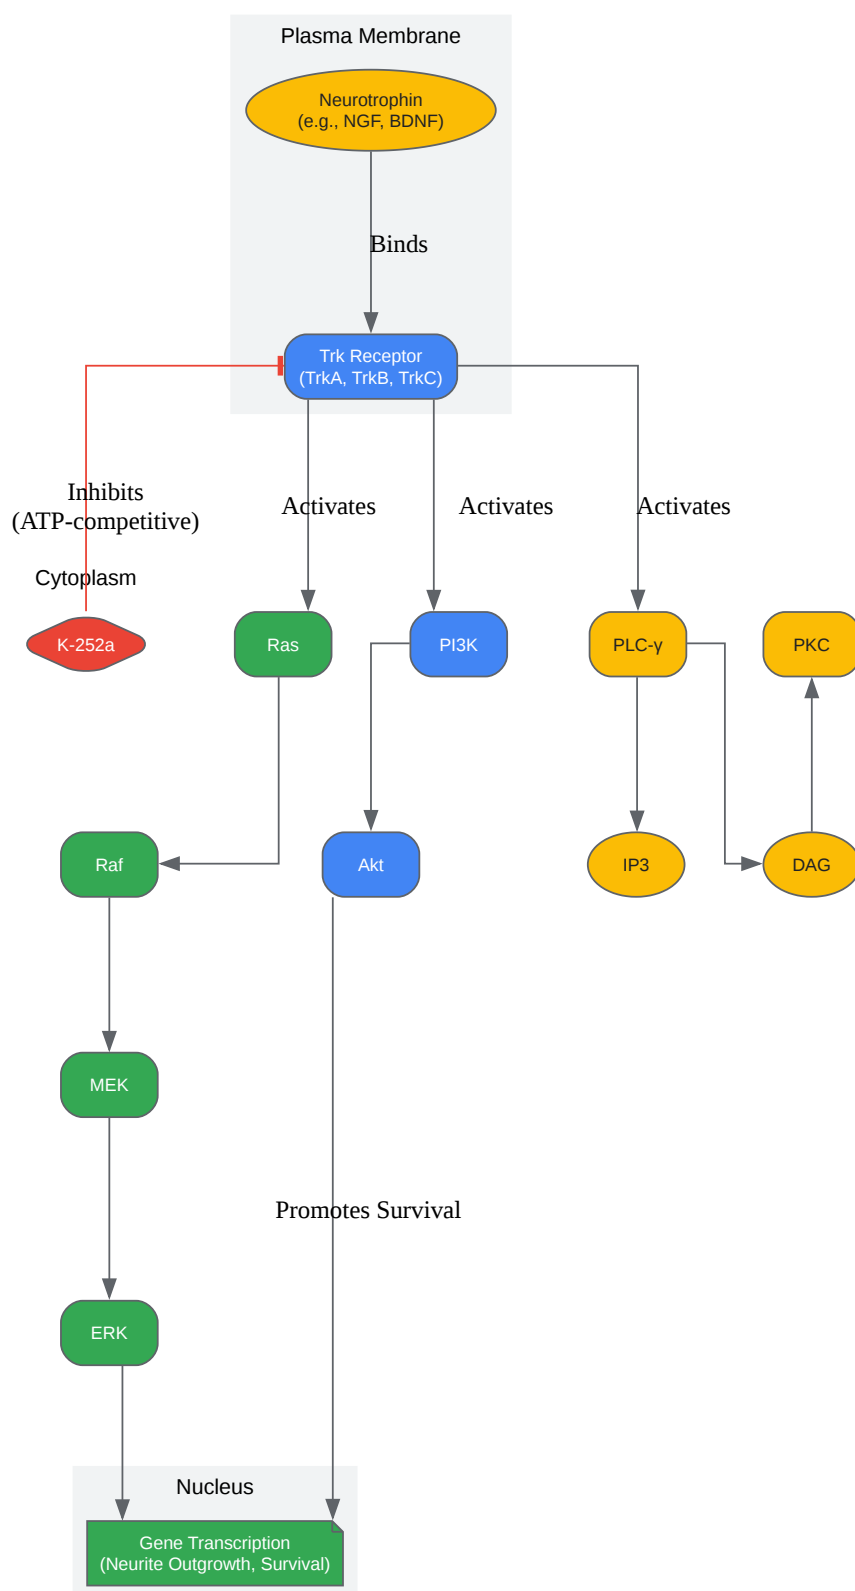 Plasma Membrane
Neurotrophin
(e.g., NGF, BDNF)
Binds
Trk Receptor
(TrkA, TrkB, TrkC)
Inhibits
(ATP-competitive)
Activates
Activates
Activates
Cytoplasm
K-252a
Ras
PI3K
PLC-γ
PKC
Raf
Akt
IP3
DAG
MEK
Promotes Survival
ERK
Nucleus
Gene Transcription
(Neurite Outgrowth, Survival)